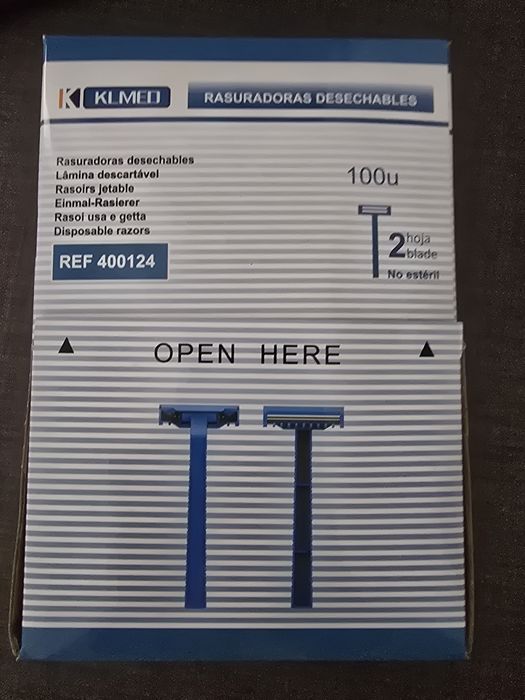 K KLMED
RASURADORAS DESECHABLES
Rasuradoras desechables
Lâmina descartável
Rasoirs jetable
Einmal-Rasierer
Rasoi usa e getta
Disposable razors
REF 400124
100u
2 hoja
blade
No estéril
OPEN HERE